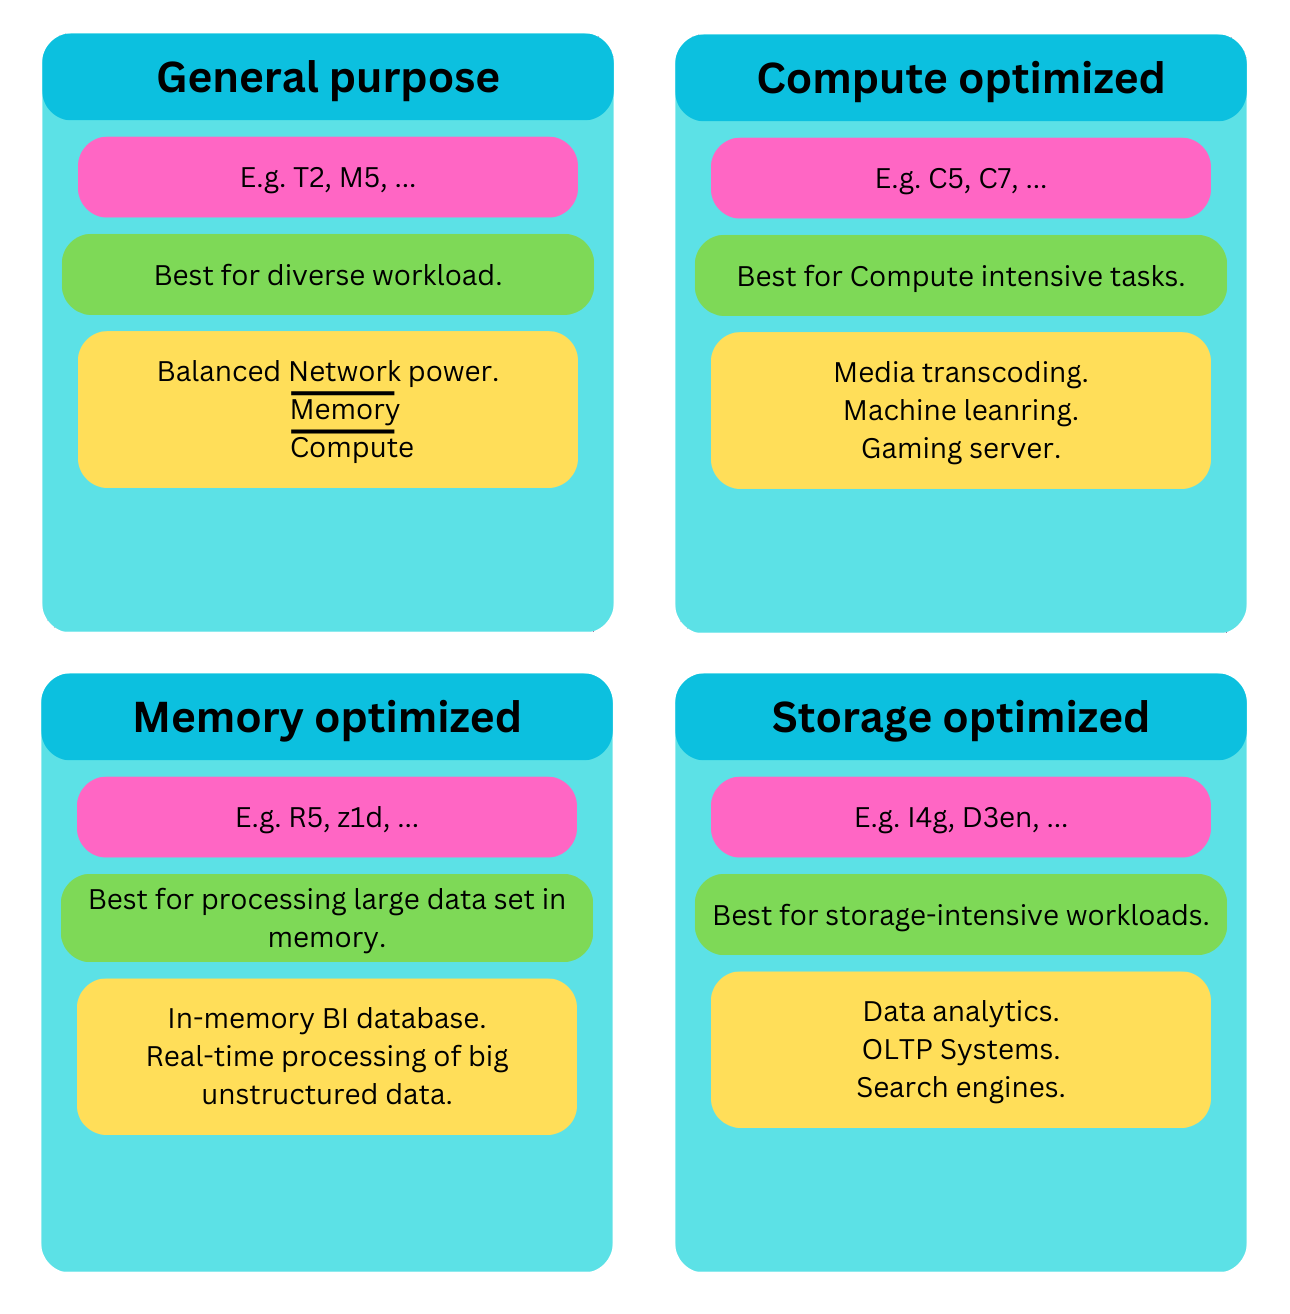 General purpose
E.g. T2, M5, ...
Best for diverse workload.
Balanced Network power.
Memory
Compute
Compute optimized
E.g. C5, C7, ...
Best for Compute intensive tasks.
Media transcoding.
Machine leanring.
Gaming server.
Memory optimized
E.g. R5, z1d, ...
Best for processing large data set in
memory.
In-memory BI database.
Real-time processing of big
unstructured data.
Storage optimized
E.g. I4g, D3en, ...
Best for storage-intensive workloads.
Data analytics.
OLTP Systems.
Search engines.